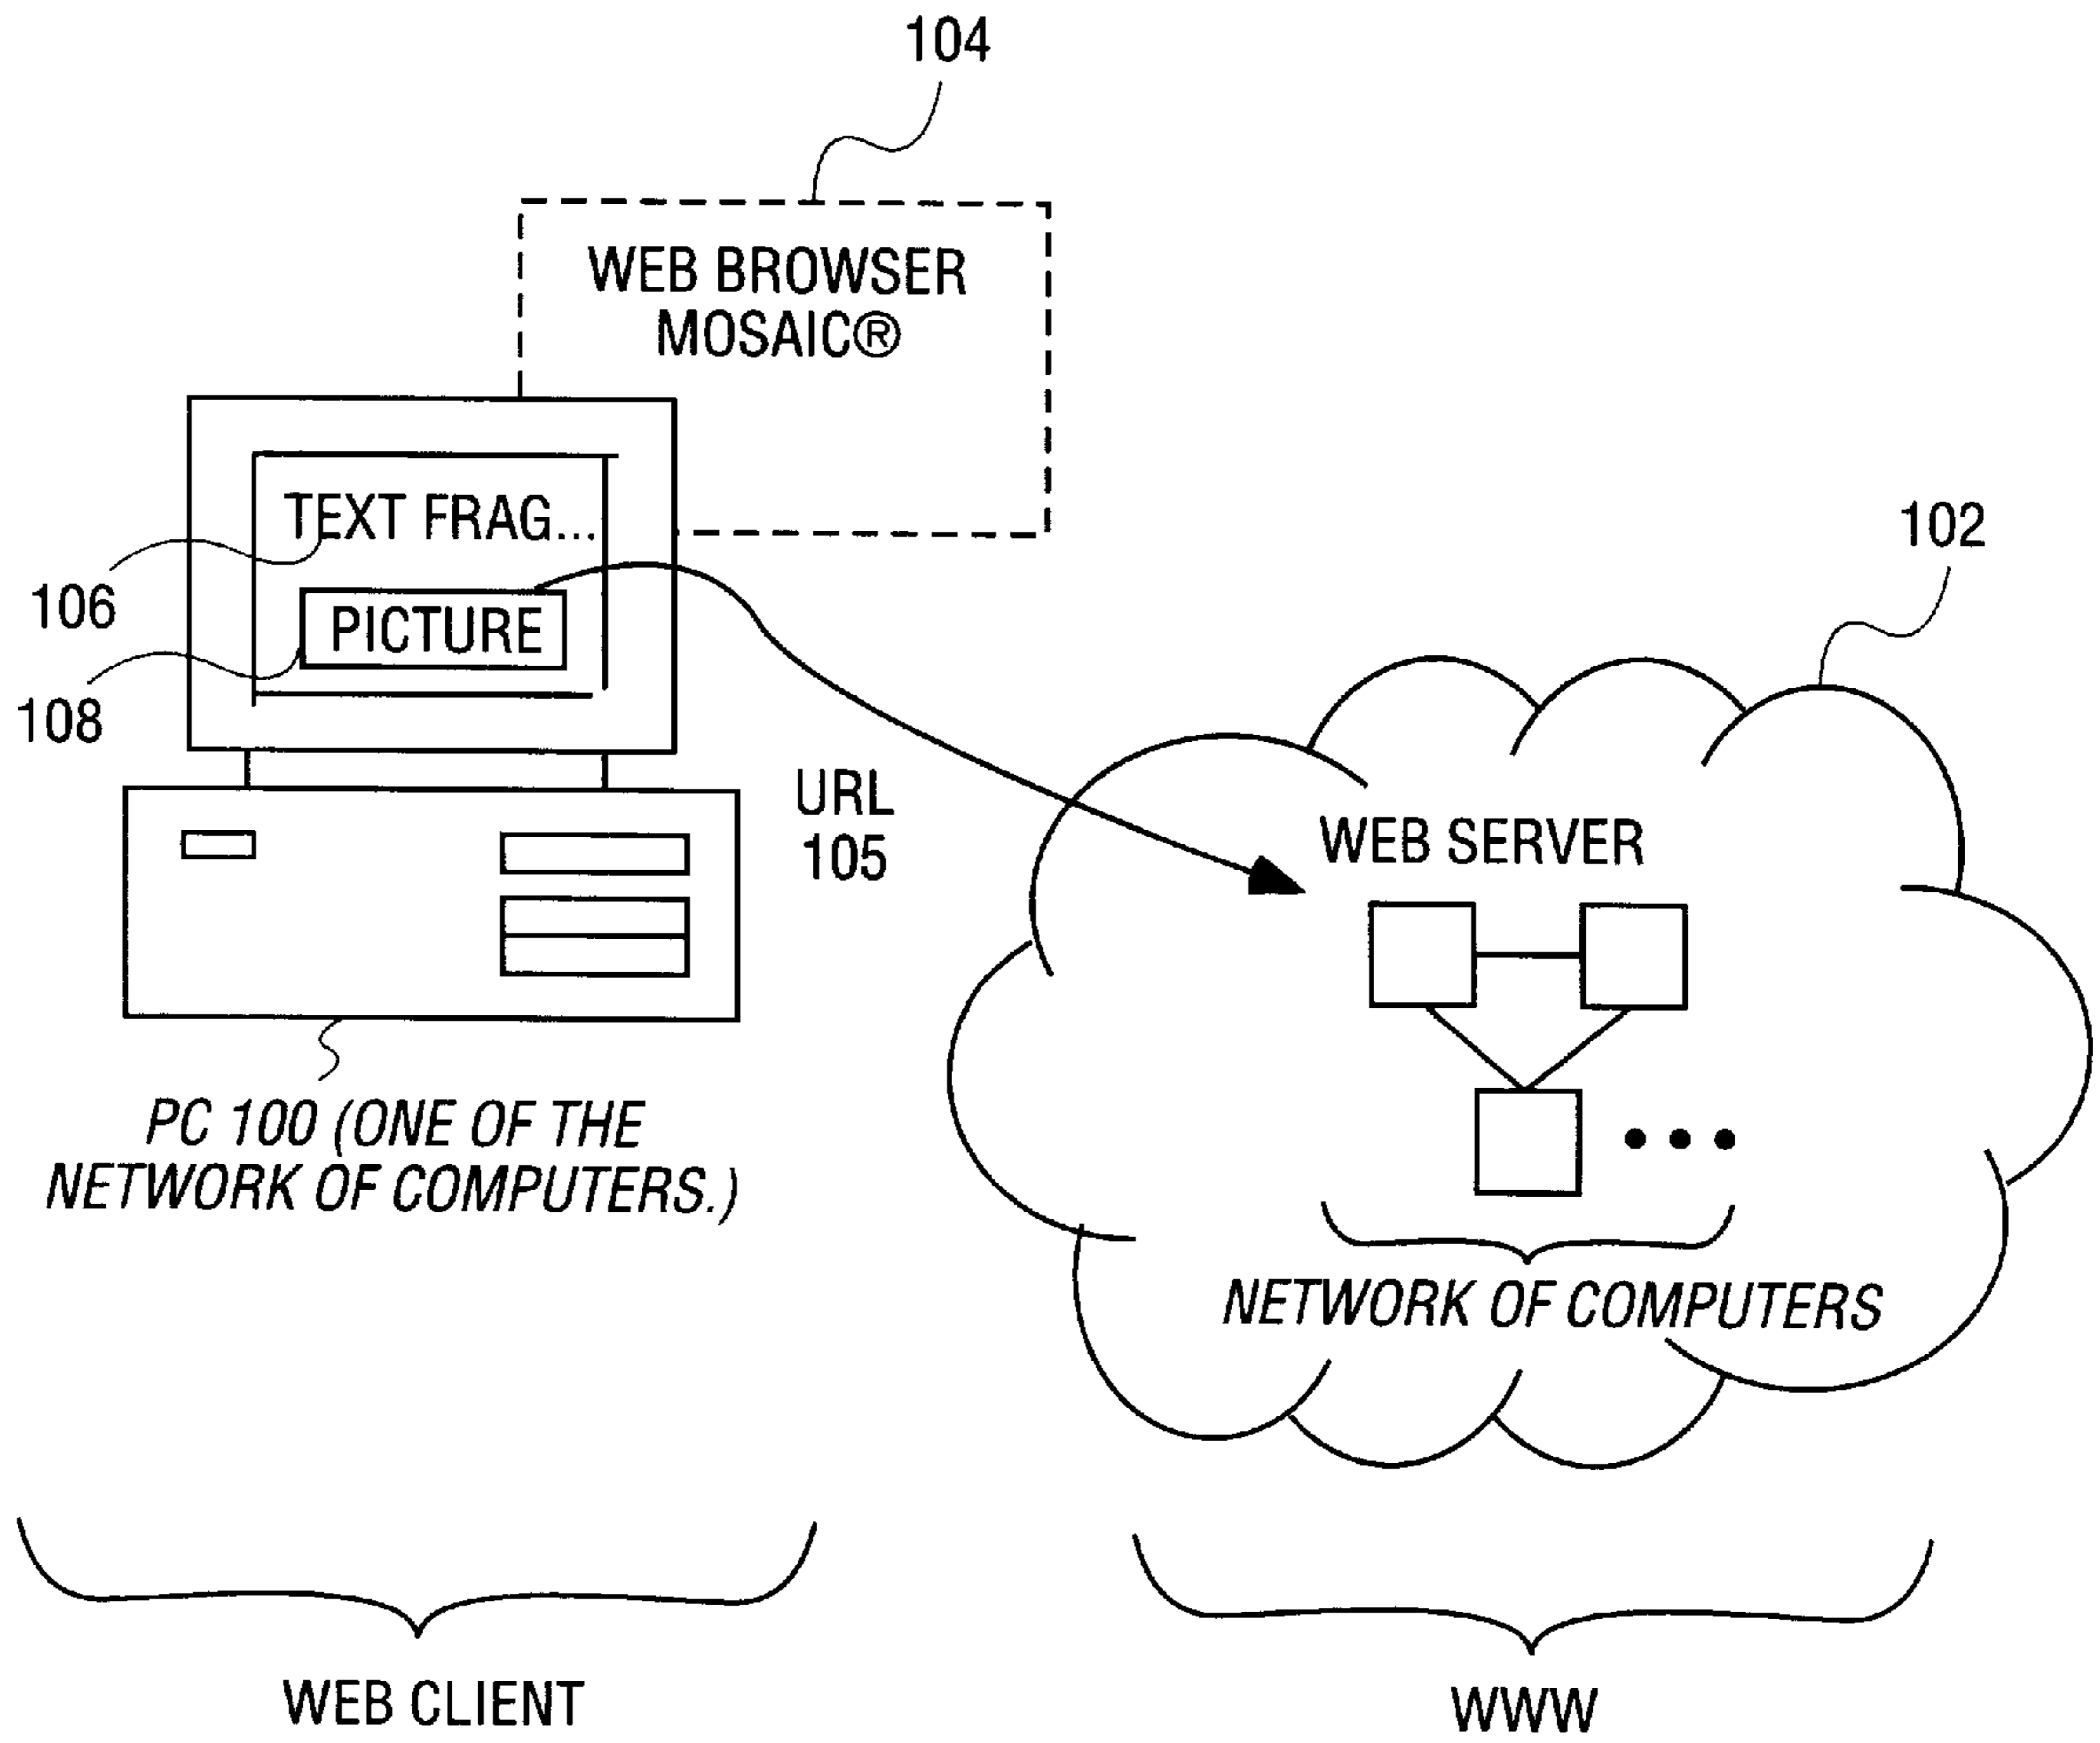 104
WEB BROWSER
MOSAIC®
TEXT FRAG...
106
PICTURE
108
102
URL
105
WEB SERVER
PC 100 (ONE OF THE
NETWORK OF COMPUTERS.)
NETWORK OF COMPUTERS
WEB CLIENT
WWW